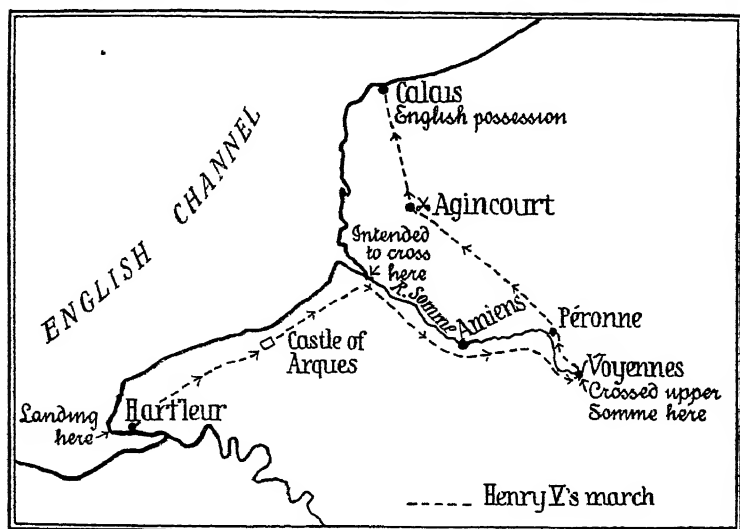 Calais
English possession
ENGLISH CHANNEL
Agincourt
Intended
to cross
here
R. Somme
Amiens
Péronne
Castle of
Arques
Voyennes
Crossed upper
Somme here
Landing
here
Harfleur
Henry V's march